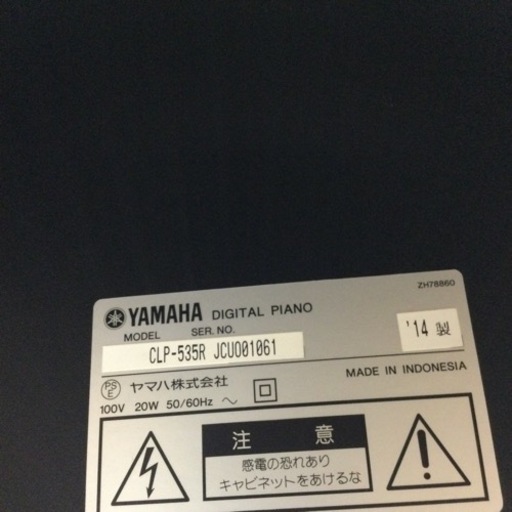 ZH78860
YAMAHA DIGITAL PIANO
MODEL SER. NO.
CLP-535R JCU001061
'14 製
PSE ヤマハ株式会社
MADE IN INDONESIA
100V 20W 50/60Hz ～
注 意
感電の恐れあり
キャビネットをあけるな